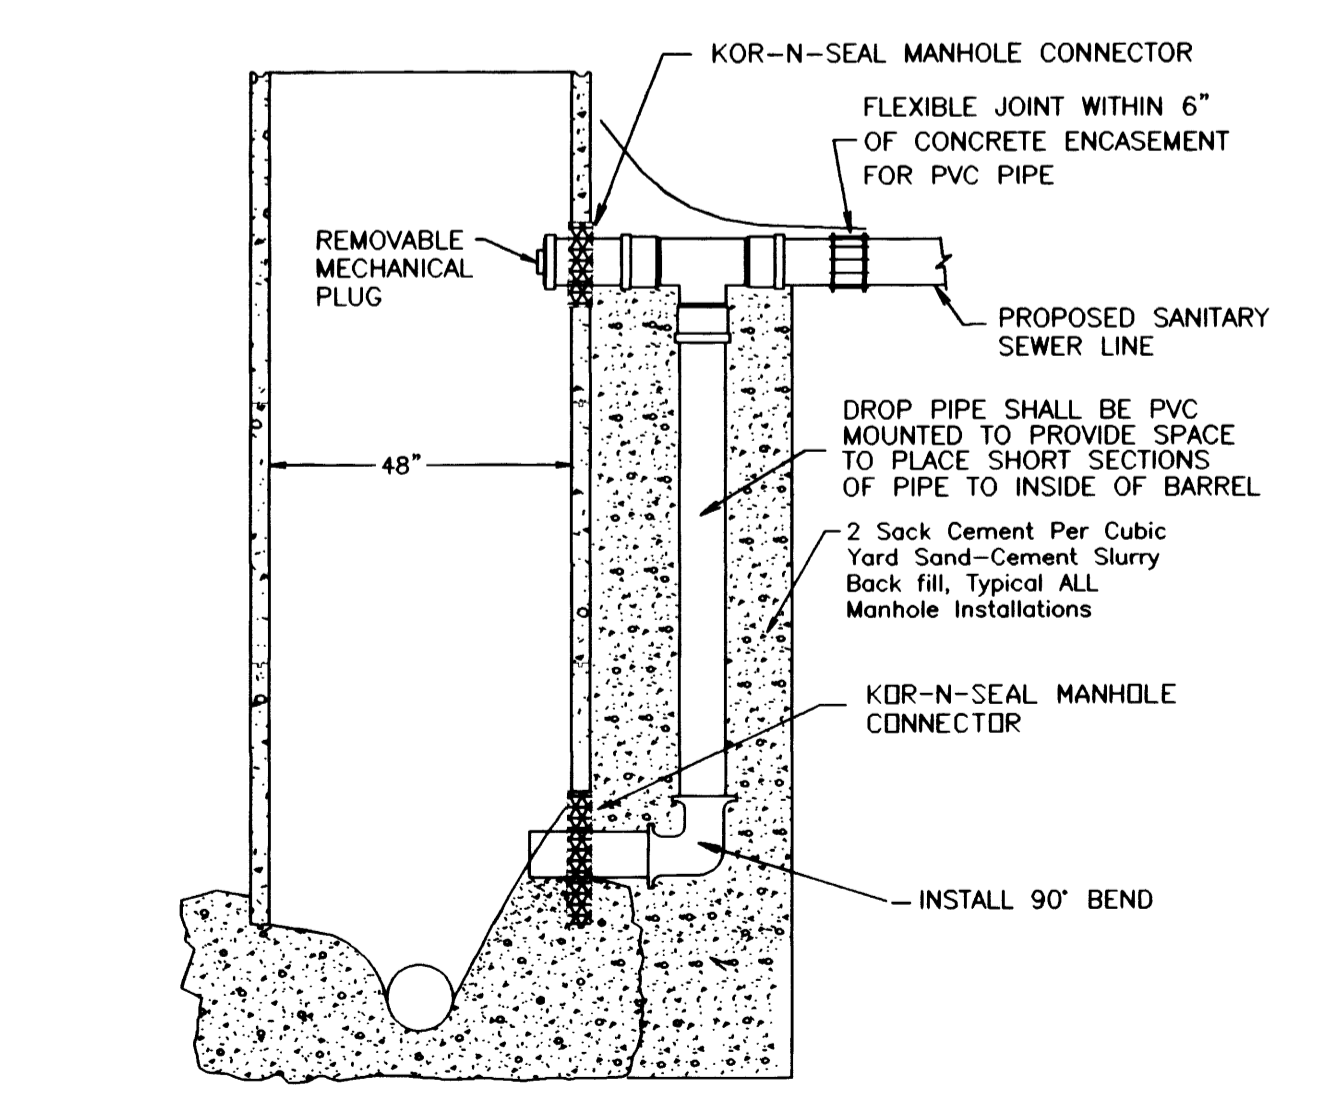 KOR-N-SEAL MANHOLE CONNECTOR
FLEXIBLE JOINT WITHIN 6"
OF CONCRETE ENCASEMENT
FOR PVC PIPE
REMOVABLE
MECHANICAL
PLUG
PROPOSED SANITARY
SEWER LINE
DROP PIPE SHALL BE PVC
MOUNTED TO PROVIDE SPACE
TO PLACE SHORT SECTIONS
OF PIPE TO INSIDE OF BARREL
48"
2 Sack Cement Per Cubic
Yard Sand-Cement Slurry
Back fill, Typical ALL
Manhole Installations
KOR-N-SEAL MANHOLE
CONNECTOR
INSTALL 90° BEND